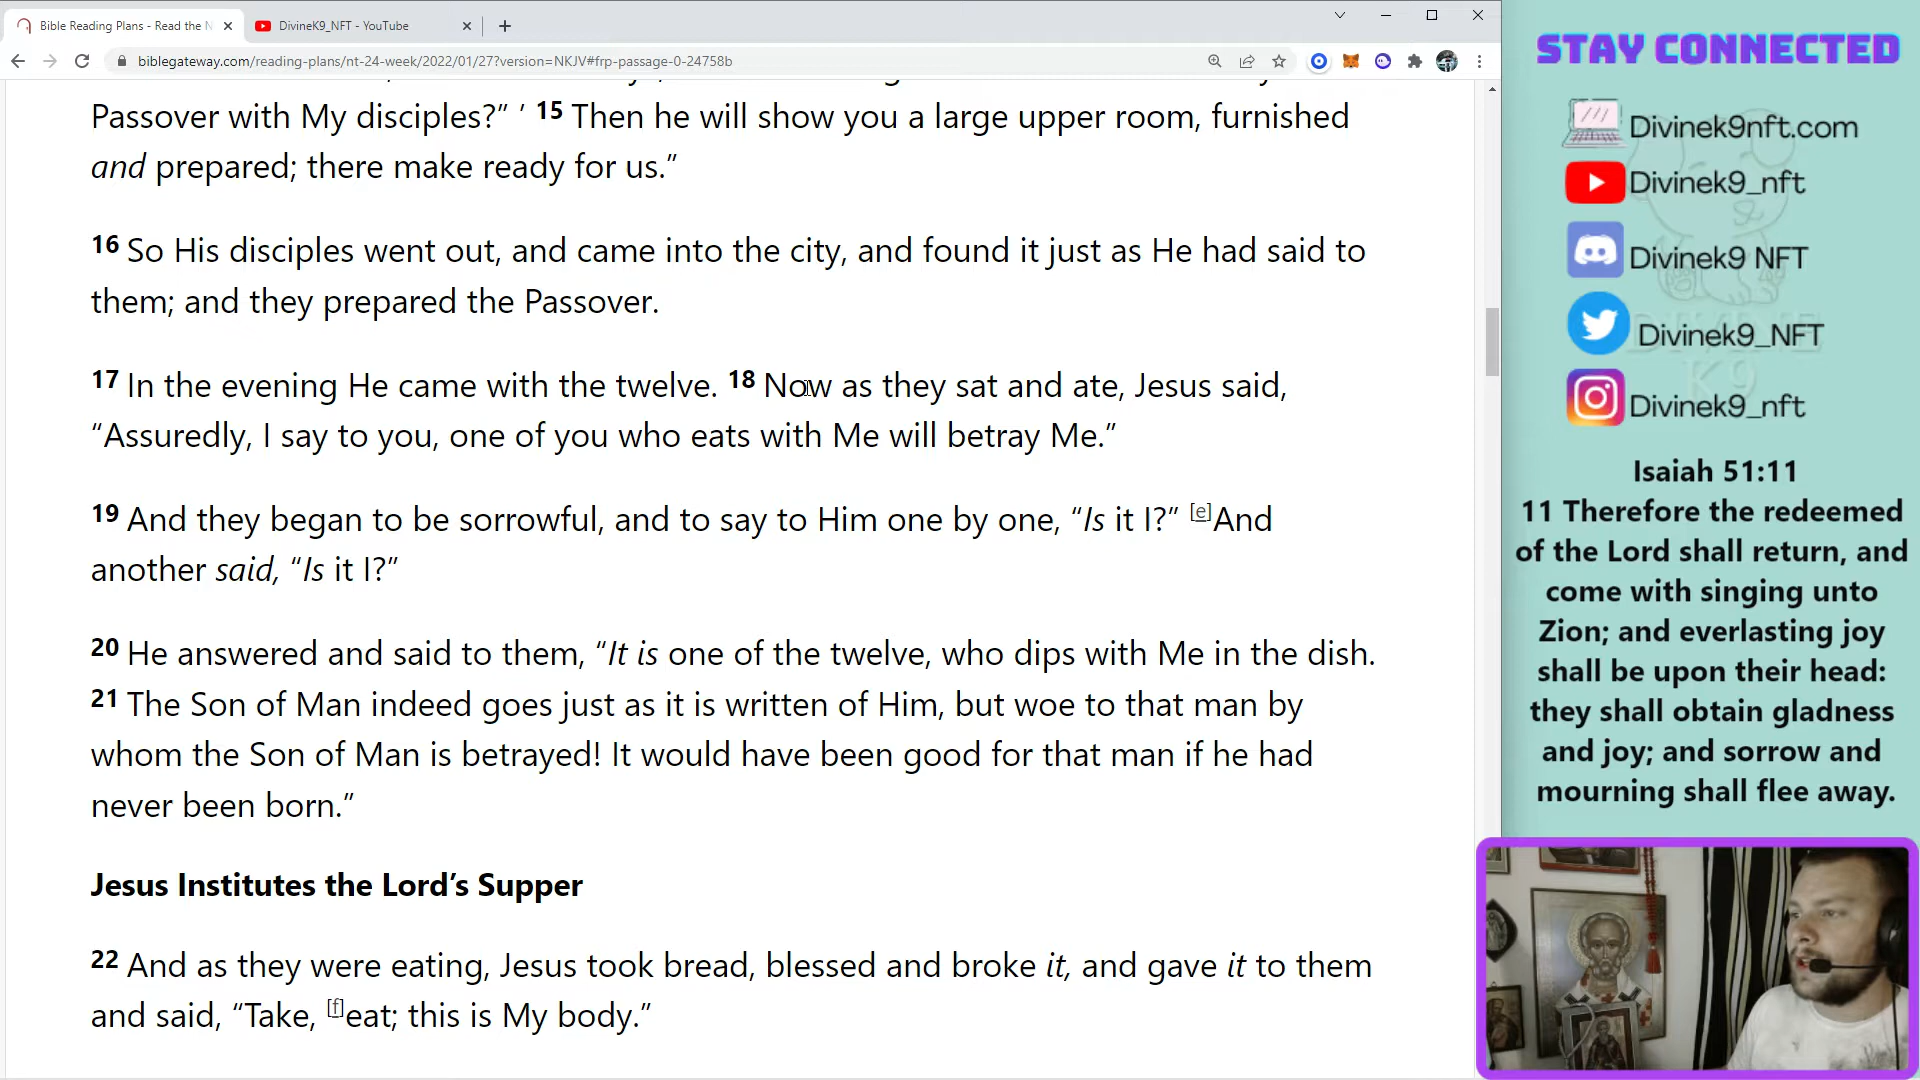 Bible Reading Plans - Read the N
DivineK9_NFT - YouTube
biblegateway.com/reading-plans/nt-24-week/2022/01/27?version=NKJV#frp-passage-0-24758b
Passover with My disciples?” ’ 15 Then he will show you a large upper room, furnished
and prepared; there make ready for us.”
16 So His disciples went out, and came into the city, and found it just as He had said to
them; and they prepared the Passover.
17 In the evening He came with the twelve. 18 Now as they sat and ate, Jesus said,
“Assuredly, I say to you, one of you who eats with Me will betray Me.”
19 And they began to be sorrowful, and to say to Him one by one, “Is it I?” [e]And
another said, “Is it I?”
20 He answered and said to them, “It is one of the twelve, who dips with Me in the dish.
21 The Son of Man indeed goes just as it is written of Him, but woe to that man by
whom the Son of Man is betrayed! It would have been good for that man if he had
never been born.”
Jesus Institutes the Lord’s Supper
22 And as they were eating, Jesus took bread, blessed and broke it, and gave it to them
and said, “Take, [f]eat; this is My body.”
STAY CONNECTED
Divinek9nft.com
Divinek9_nft
Divinek9 NFT
Divinek9_NFT
Divinek9_nft
DIVINE
K9
Isaiah 51:11
11 Therefore the redeemed
of the Lord shall return, and
come with singing unto
Zion; and everlasting joy
shall be upon their head:
they shall obtain gladness
and joy; and sorrow and
mourning shall flee away.